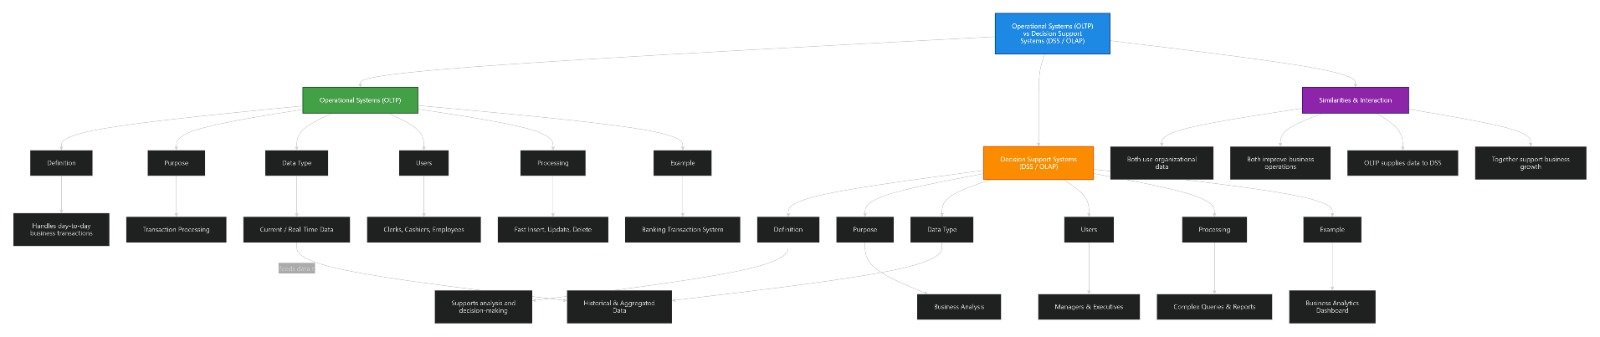 Operational Systems (OLTP)
vs Decision Support
Systems (DSS / OLAP)
Operational Systems (OLTP)
Similarities & Interaction
Definition
Purpose
Data Type
Users
Processing
Example
Decision Support Systems
(DSS / OLAP)
Both use organizational
data
Both improve business
operations
OLTP supplies data to DSS
Together support business
growth
Handles day-to-day
business transactions
Transaction Processing
Current / Real Time Data
Clerks, Cashiers, Employees
Fast Insert, Update, Delete
Banking Transaction System
Definition
Purpose
Data Type
Users
Processing
Example
Supports analysis and
decision-making
Historical & Aggregated
Data
Business Analysis
Managers & Executives
Complex Queries & Reports
Business Analytics
Dashboard